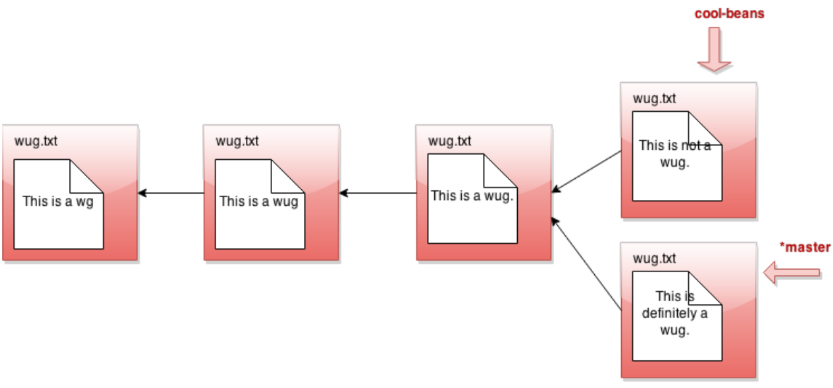 cool-beans
wug.txt
This is a wg
wug.txt
This is a wug
wug.txt
This is a wug.
wug.txt
This is not a
wug.
*master
wug.txt
This is
definitely a
wug.